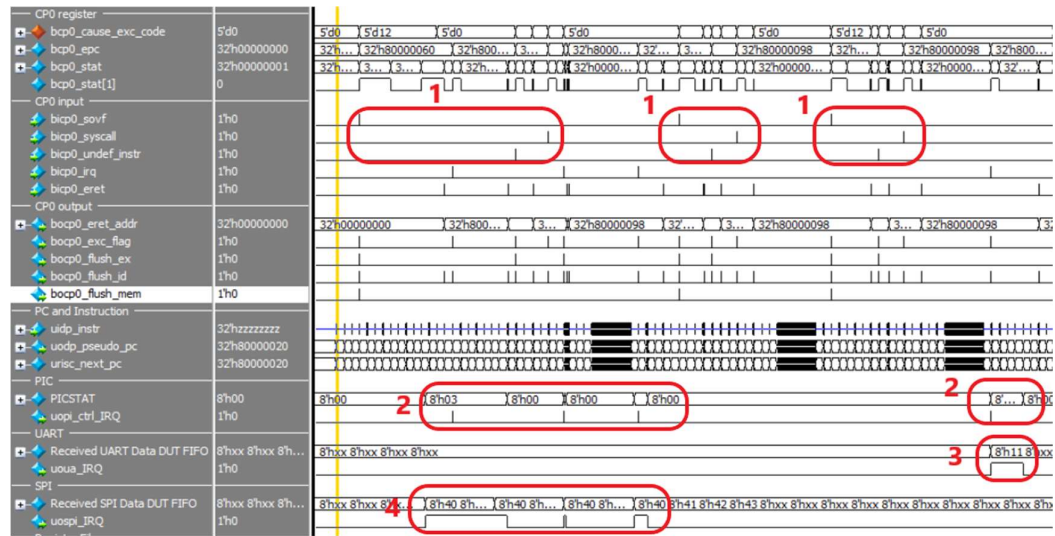 CP0 register
bcp0_cause_exc_code 5'd0 5'd0 5'd12 5'd0 5'd0 5'd0 5'd12 5'd0
bcp0_epc 32'h00000000 32'h... 32'h80000060 32'h800... 3... 32'h8000... 32'... 3... 32'h80000098 32'h... 32'h80000098 32'h800...
bcp0_stat 32'h00000001 32'h... 3... 3... 32'h... 32'h0000... 32'h00000... 32'h0000... 32'...
bcp0_stat[1] 0
CP0 input
1 1 1
bicp0_sovf 1'h0
bicp0_syscall 1'h0
bicp0_undef_instr 1'h0
bicp0_irq 1'h0
bicp0_eret 1'h0
CP0 output
bocp0_eret_addr 32'h00000000 32'h00000000 32'h800... 3... 32'h80000098 32'... 3... 32'h80000098 3... 32'h80000098
bocp0_exc_flag 1'h0
bocp0_flush_ex 1'h0
bocp0_flush_id 1'h0
bocp0_flush_mem 1'h0
PC and Instruction
uidp_instr 32'hzzzzzzzz
uodp_pseudo_pc 32'h80000020
urisc_next_pc 32'h80000020
PIC
PICSTAT 8'h00 8'h00 8'h03 8'h00 8'h00 8'h00 8'... 8'h00
2 2
uopi_ctrl_IRQ 1'h0
UART
Received UART Data DUT FIFO 8'hxx 8'hxx 8'h... 8'hxx 8'hxx 8'hxx 8'hxx 8'h11 8'hxx
3
uoua_IRQ 1'h0
SPI
Received SPI Data DUT FIFO 8'hxx 8'hxx 8'h... 8'hxx 8'hxx 8'hxx 8'h40 8'h... 8'h40 8'h... 8'h40 8'h... 8'h40 8'h41 8'h42 8'h43 8'hxx 8'hxx 8'hxx 8'hxx 8'hxx 8'hxx 8'hxx 8'hxx
4
uospi_IRQ 1'h0